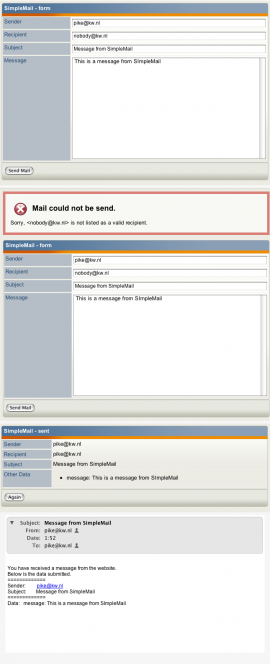 SimpleMail - form
Sender pike@kw.nl
Recipient nobody@kw.nl
Subject Message from SimpleMail
Message This is a message from SImpleMail
Send Mail
Mail could not be send.
Sorry, <nobody@kw.nl> is not listed as a valid recipient.
SimpleMail - form
Sender pike@kw.nl
Recipient nobody@kw.nl
Subject Message from SimpleMail
Message This is a message from SImpleMail
Send Mail
SimpleMail - sent
Sender pike@kw.nl
Recipient pike@kw.nl
Subject Message from SimpleMail
Other Data • message: This is a message from SImpleMail
Again
▼ Subject: Message from SimpleMail
From: pike@kw.nl
Date: 1:52
To: pike@kw.nl
You have received a message from the website.
Below is the data submitted.
=============
Sender: pike@kw.nl
Subject: Message from SimpleMail
=============
Data: message: This is a message from SImpleMail